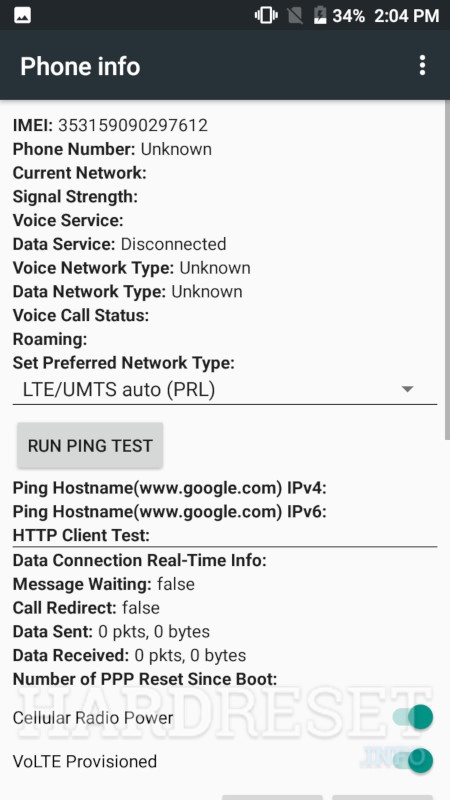 34% 2:04 PM
Phone info
IMEI: 353159090297612
Phone Number: Unknown
Current Network:
Signal Strength:
Voice Service:
Data Service: Disconnected
Voice Network Type: Unknown
Data Network Type: Unknown
Voice Call Status:
Roaming:
Set Preferred Network Type:
LTE/UMTS auto (PRL)
RUN PING TEST
Ping Hostname(www.google.com) IPv4:
Ping Hostname(www.google.com) IPv6:
HTTP Client Test:
Data Connection Real-Time Info:
Message Waiting: false
Call Redirect: false
Data Sent: 0 pkts, 0 bytes
Data Received: 0 pkts, 0 bytes
Number of PPP Reset Since Boot:
HARDRESET
Cellular Radio Power
.INFO
VoLTE Provisioned